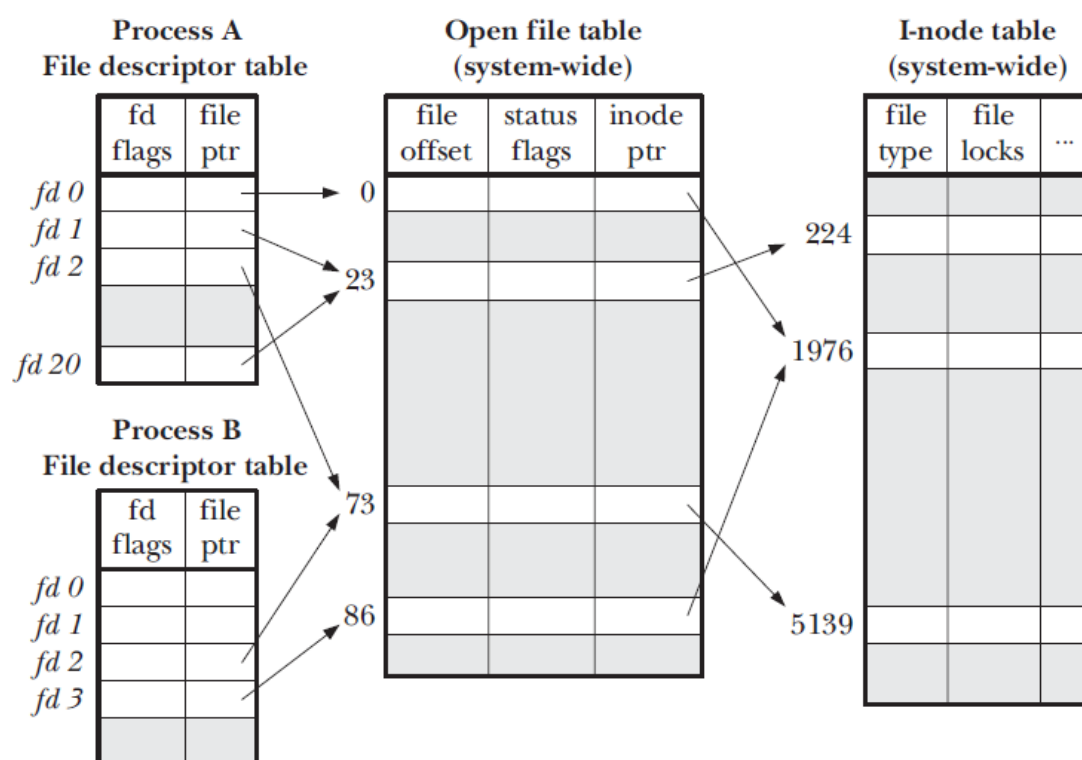 Process A
File descriptor table
fd flags
file ptr
fd 0
fd 1
fd 2
fd 20
Process B
File descriptor table
fd flags
file ptr
fd 0
fd 1
fd 2
fd 3
Open file table
(system-wide)
file offset
status flags
inode ptr
0
23
73
86
I-node table
(system-wide)
file type
file locks
...
224
1976
5139